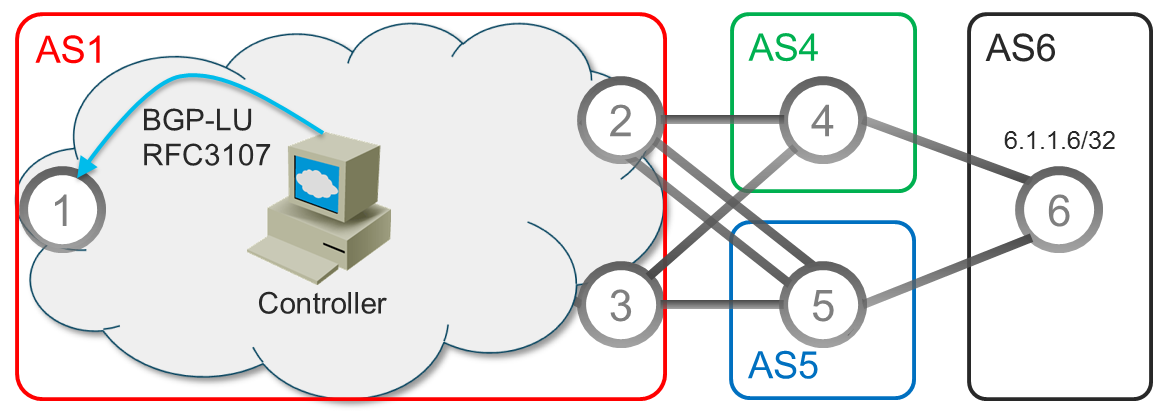 AS1
BGP-LU
RFC3107
1
Controller
2
3
AS4
4
5
AS5
AS6
6.1.1.6/32
6